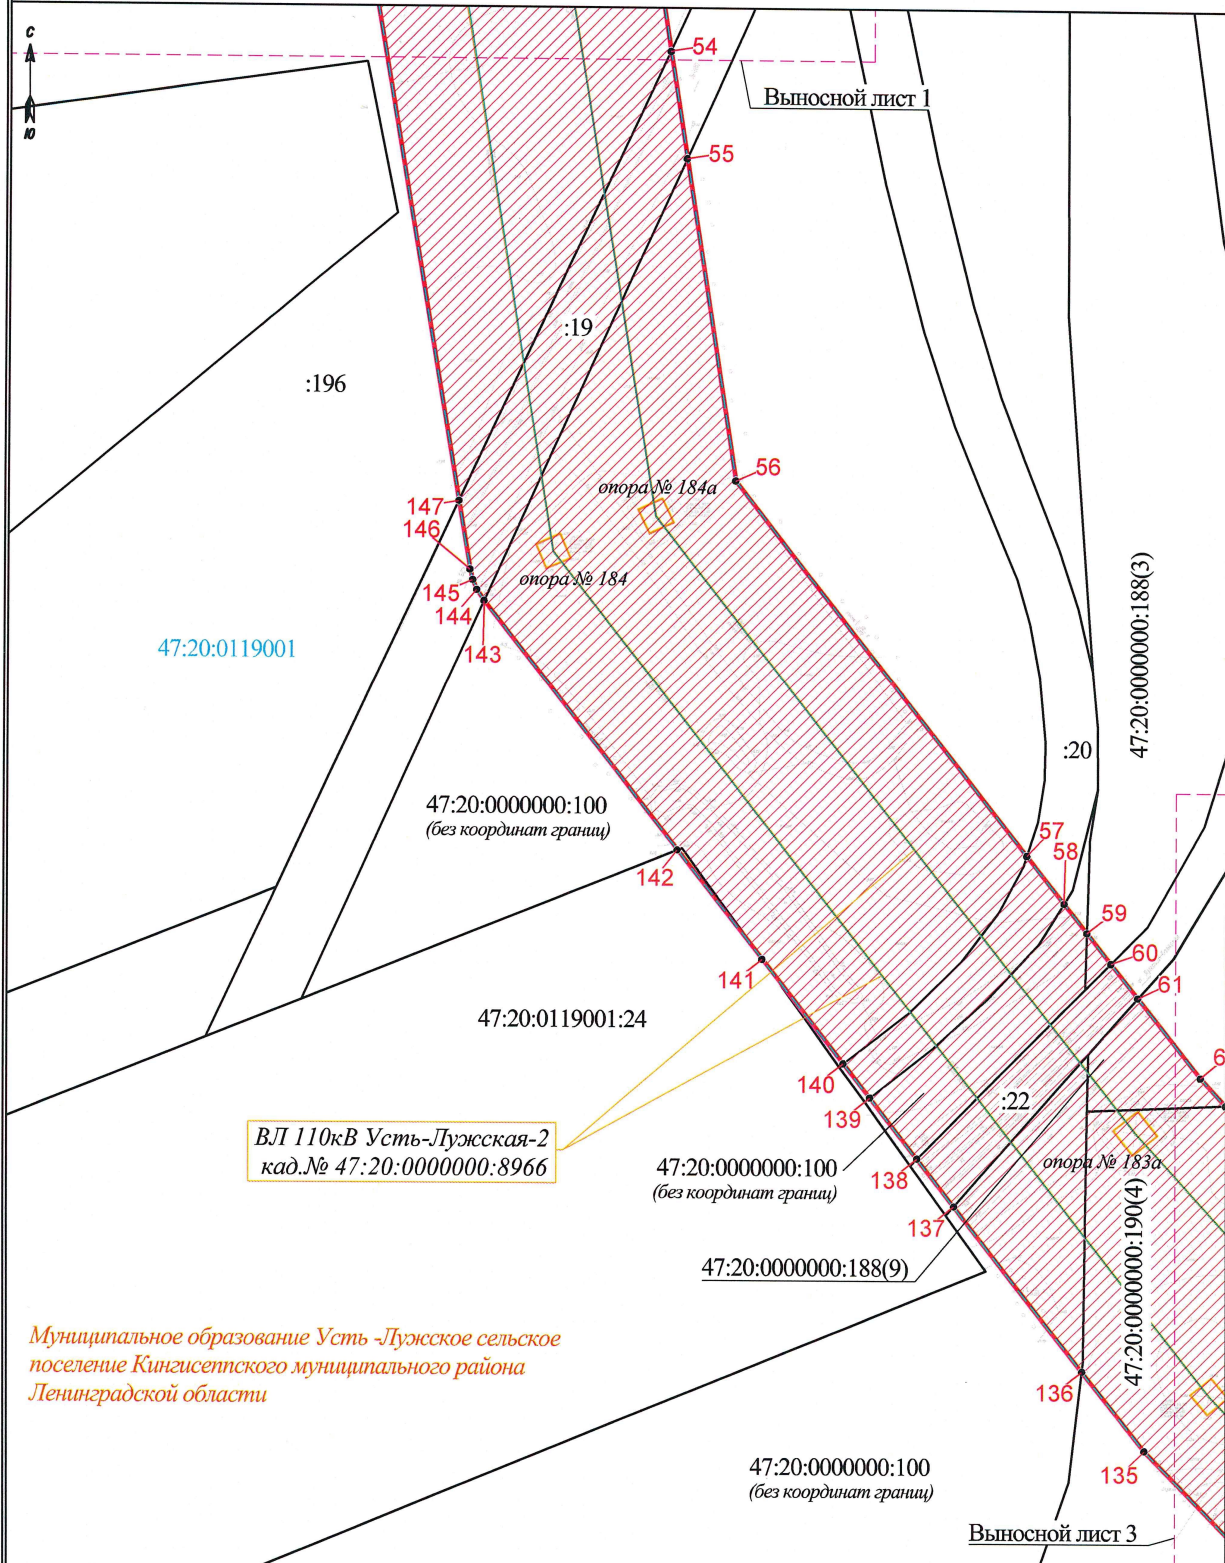 С
Ю
54
Выносной лист 1
55
:19
:196
56
опора № 184а
147
146
опора № 184
145
144
143
47:20:0119001
47:20:0000000:188(3)
:20
47:20:0000000:100
(без координат границ)
57
58
142
59
60
141
61
47:20:0119001:24
140
139
:22
ВЛ 110кВ Усть-Лужская-2
кад.№ 47:20:0000000:8966
138
47:20:0000000:100
(без координат границ)
опора № 183а
137
47:20:0000000:188(9)
47:20:0000000:190(4)
Муниципальное образование Усть -Лужское сельское
поселение Кингисеппского муниципального района
Ленинградской области
136
135
47:20:0000000:100
(без координат границ)
Выносной лист 3